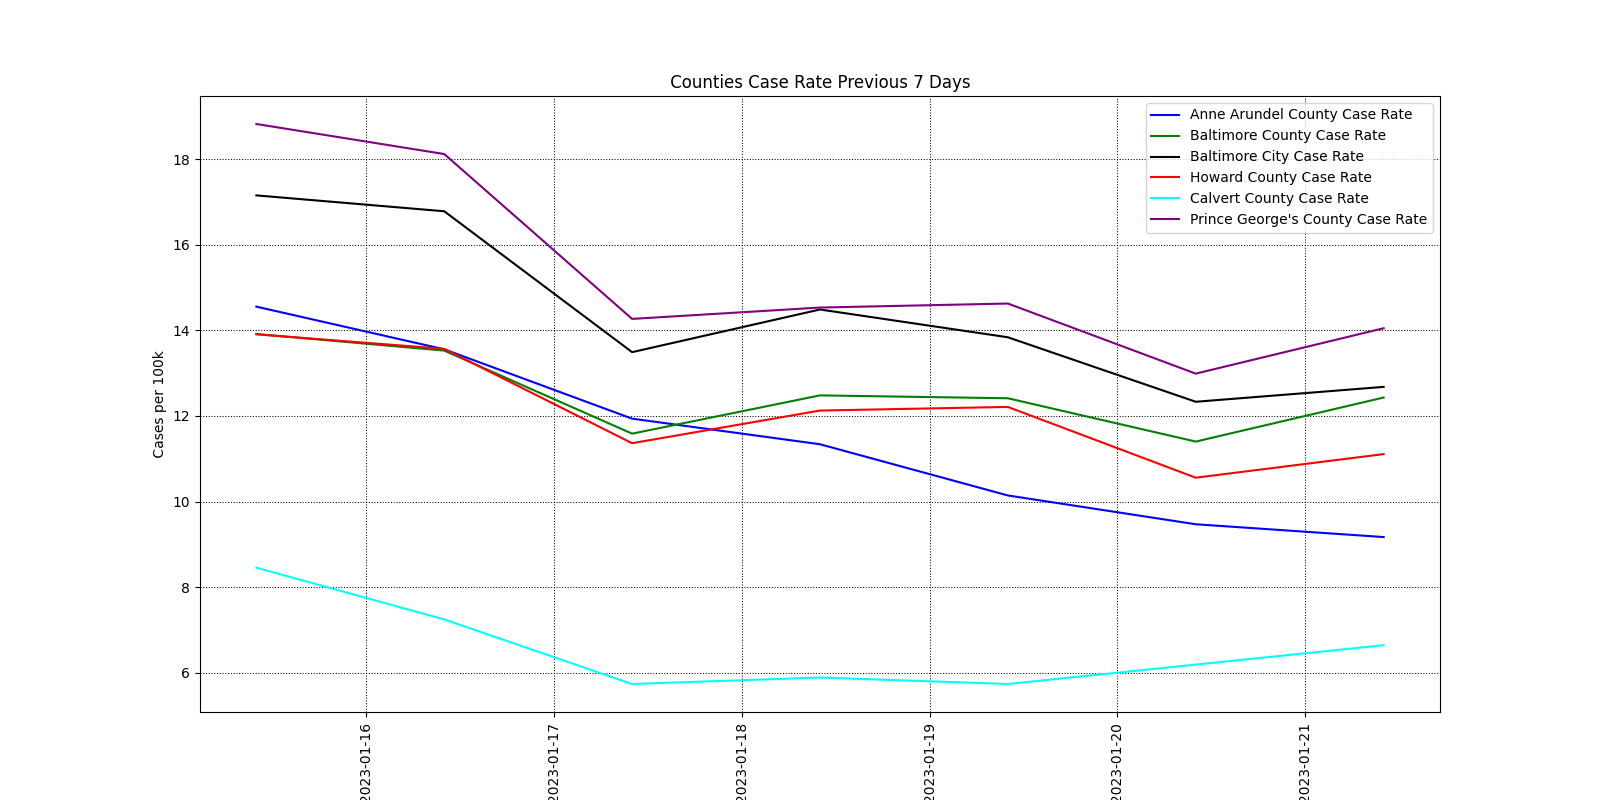 Counties Case Rate Previous 7 Days
Anne Arundel County Case Rate
Baltimore County Case Rate
Baltimore City Case Rate
Howard County Case Rate
Calvert County Case Rate
Prince George's County Case Rate
Cases per 100k
18
16
14
12
10
8
6
2023-01-16
2023-01-17
2023-01-18
2023-01-19
2023-01-20
2023-01-21